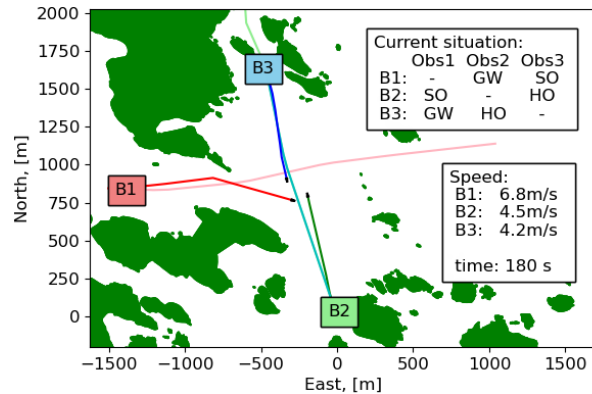 2000
1750
1500
1250
1000
750
500
250
0
North, [m]
B3
B1
B2
Current situation:
Obs1 Obs2 Obs3
B1: - GW SO
B2: SO - HO
B3: GW HO -
Speed:
B1: 6.8m/s
B2: 4.5m/s
B3: 4.2m/s
time: 180 s
−1500 −1000 −500 0 500 1000 1500
East, [m]